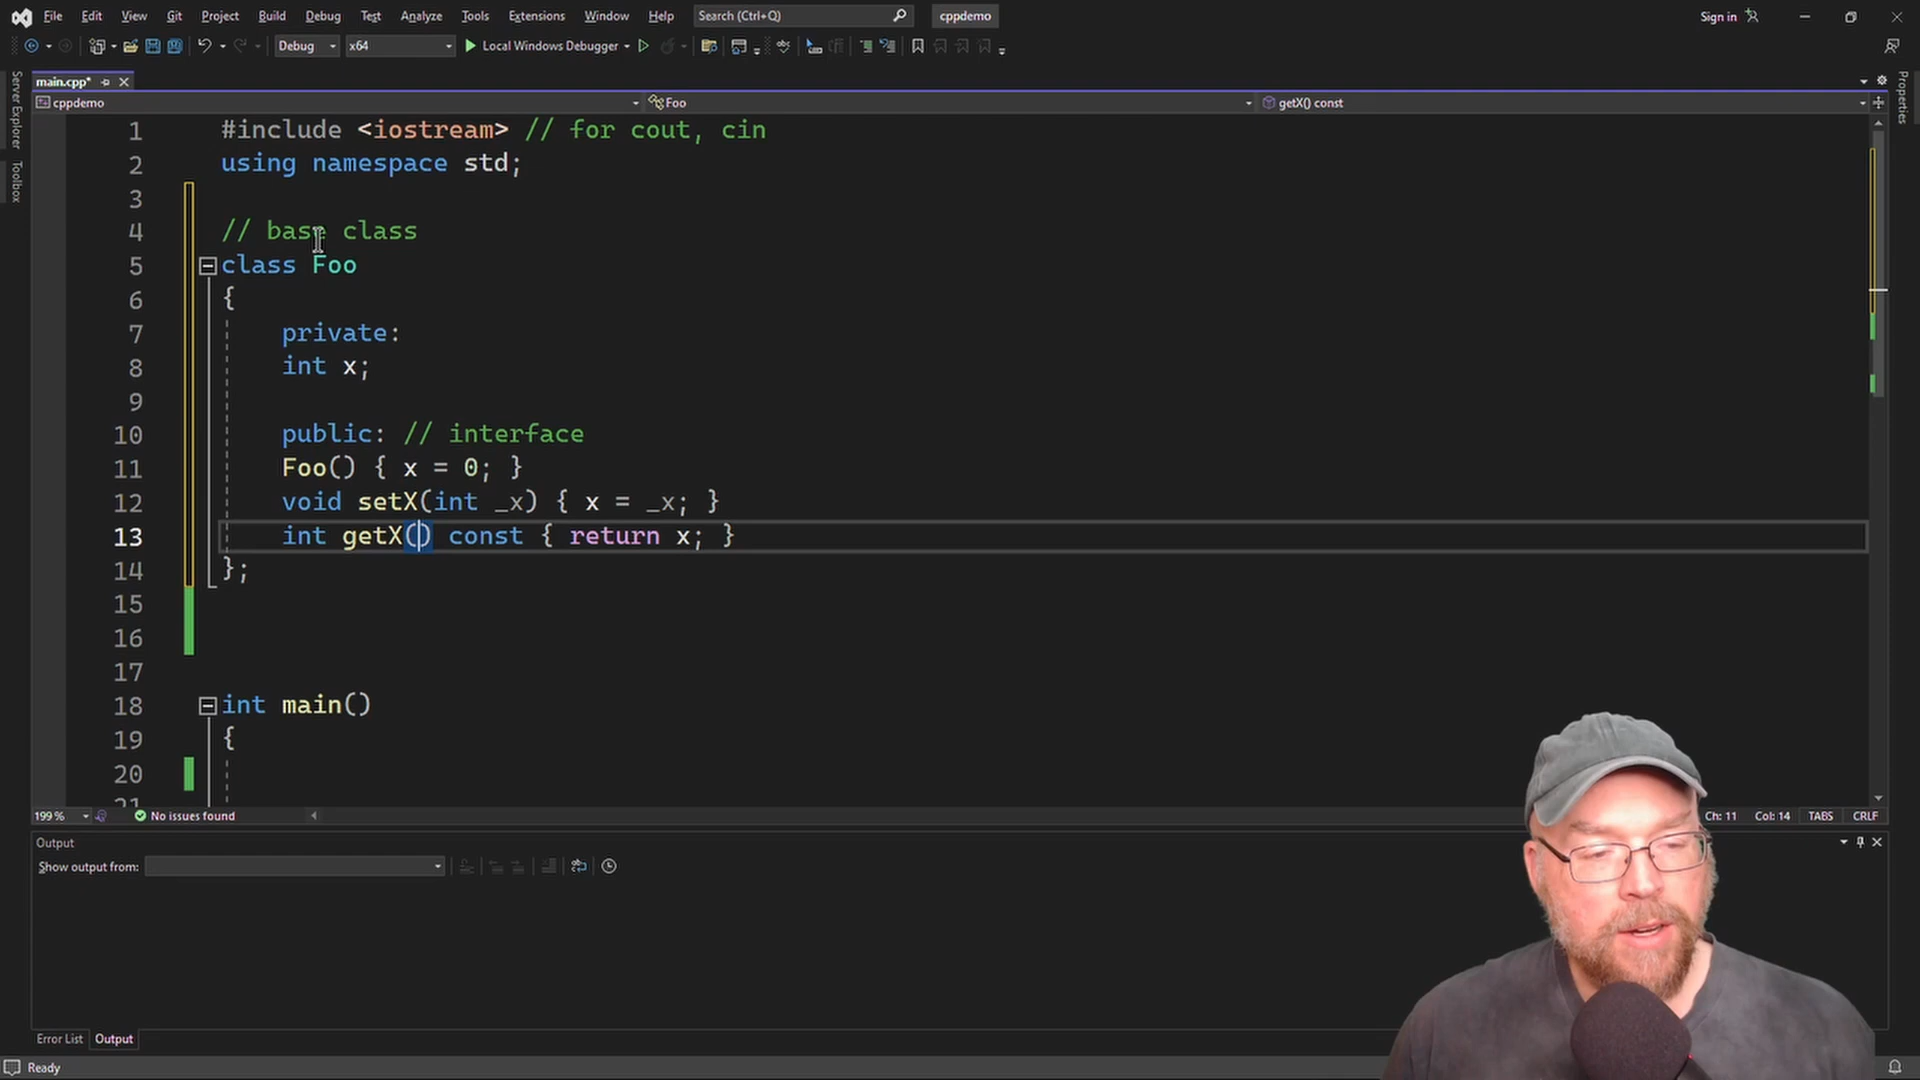 File Edit View Git Project Build Debug Test Analyze Tools Extensions Window Help Search (Ctrl+Q) cppdemo Sign in
Debug x64 Local Windows Debugger
main.cpp*
cppdemo Foo getX() const
Server Explorer
Toolbox
Properties
1 #include <iostream> // for cout, cin
2 using namespace std;
3
4 // base class
5 class Foo
6 {
7 private:
8 int x;
9
10 public: // interface
11 Foo() { x = 0; }
12 void setX(int _x) { x = _x; }
13 int getX() const { return x; }
14 };
15
16
17
18 int main()
19 {
20
21
199 % No issues found Ch: 11 Col: 14 TABS CRLF
Output
Show output from:
Error List Output
Ready